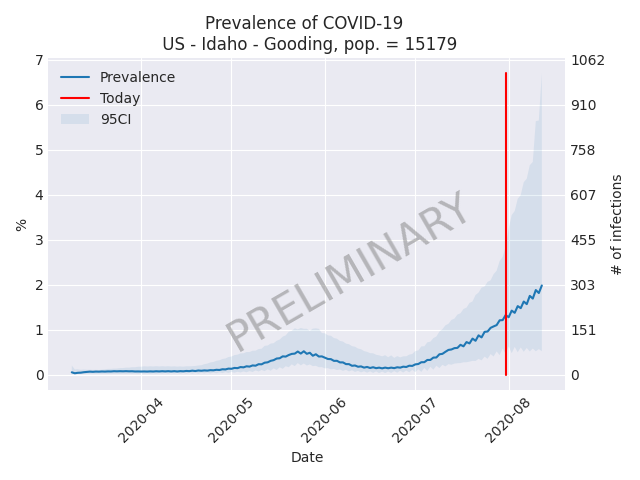 Prevalence of COVID-19
US - Idaho - Gooding, pop. = 15179
Prevalence
Today
95CI
7
6
5
4
3
2
1
0
%
1062
910
758
607
455
303
151
0
# of infections
PRELIMINARY
2020-04
2020-05
2020-06
2020-07
2020-08
Date